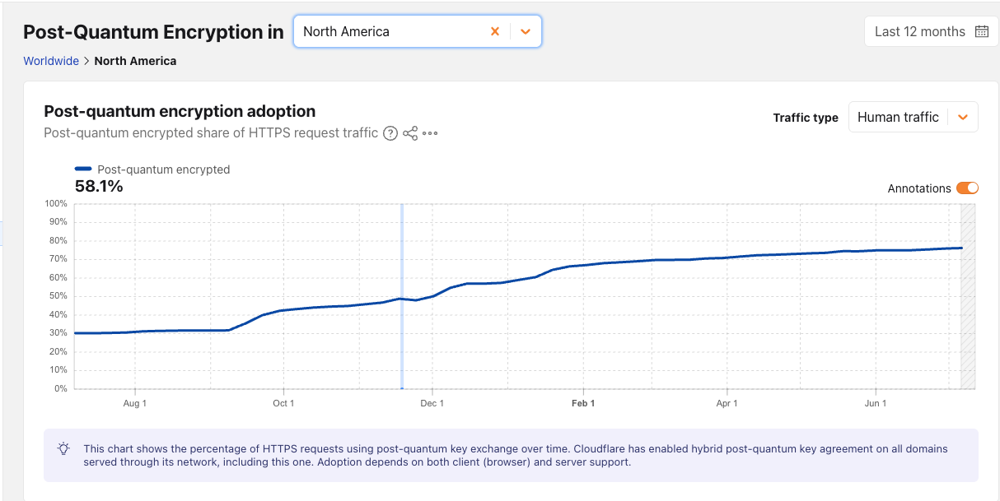 Post-Quantum Encryption in
North America
Last 12 months
Worldwide > North America
Post-quantum encryption adoption
Post-quantum encrypted share of HTTPS request traffic ?
Traffic type
Human traffic
Post-quantum encrypted
58.1%
Annotations
100%
90%
80%
70%
60%
50%
40%
30%
20%
10%
0%
Aug 1
Oct 1
Dec 1
Feb 1
Apr 1
Jun 1
This chart shows the percentage of HTTPS requests using post-quantum key exchange over time. Cloudflare has enabled hybrid post-quantum key agreement on all domains
served through its network, including this one. Adoption depends on both client (browser) and server support.